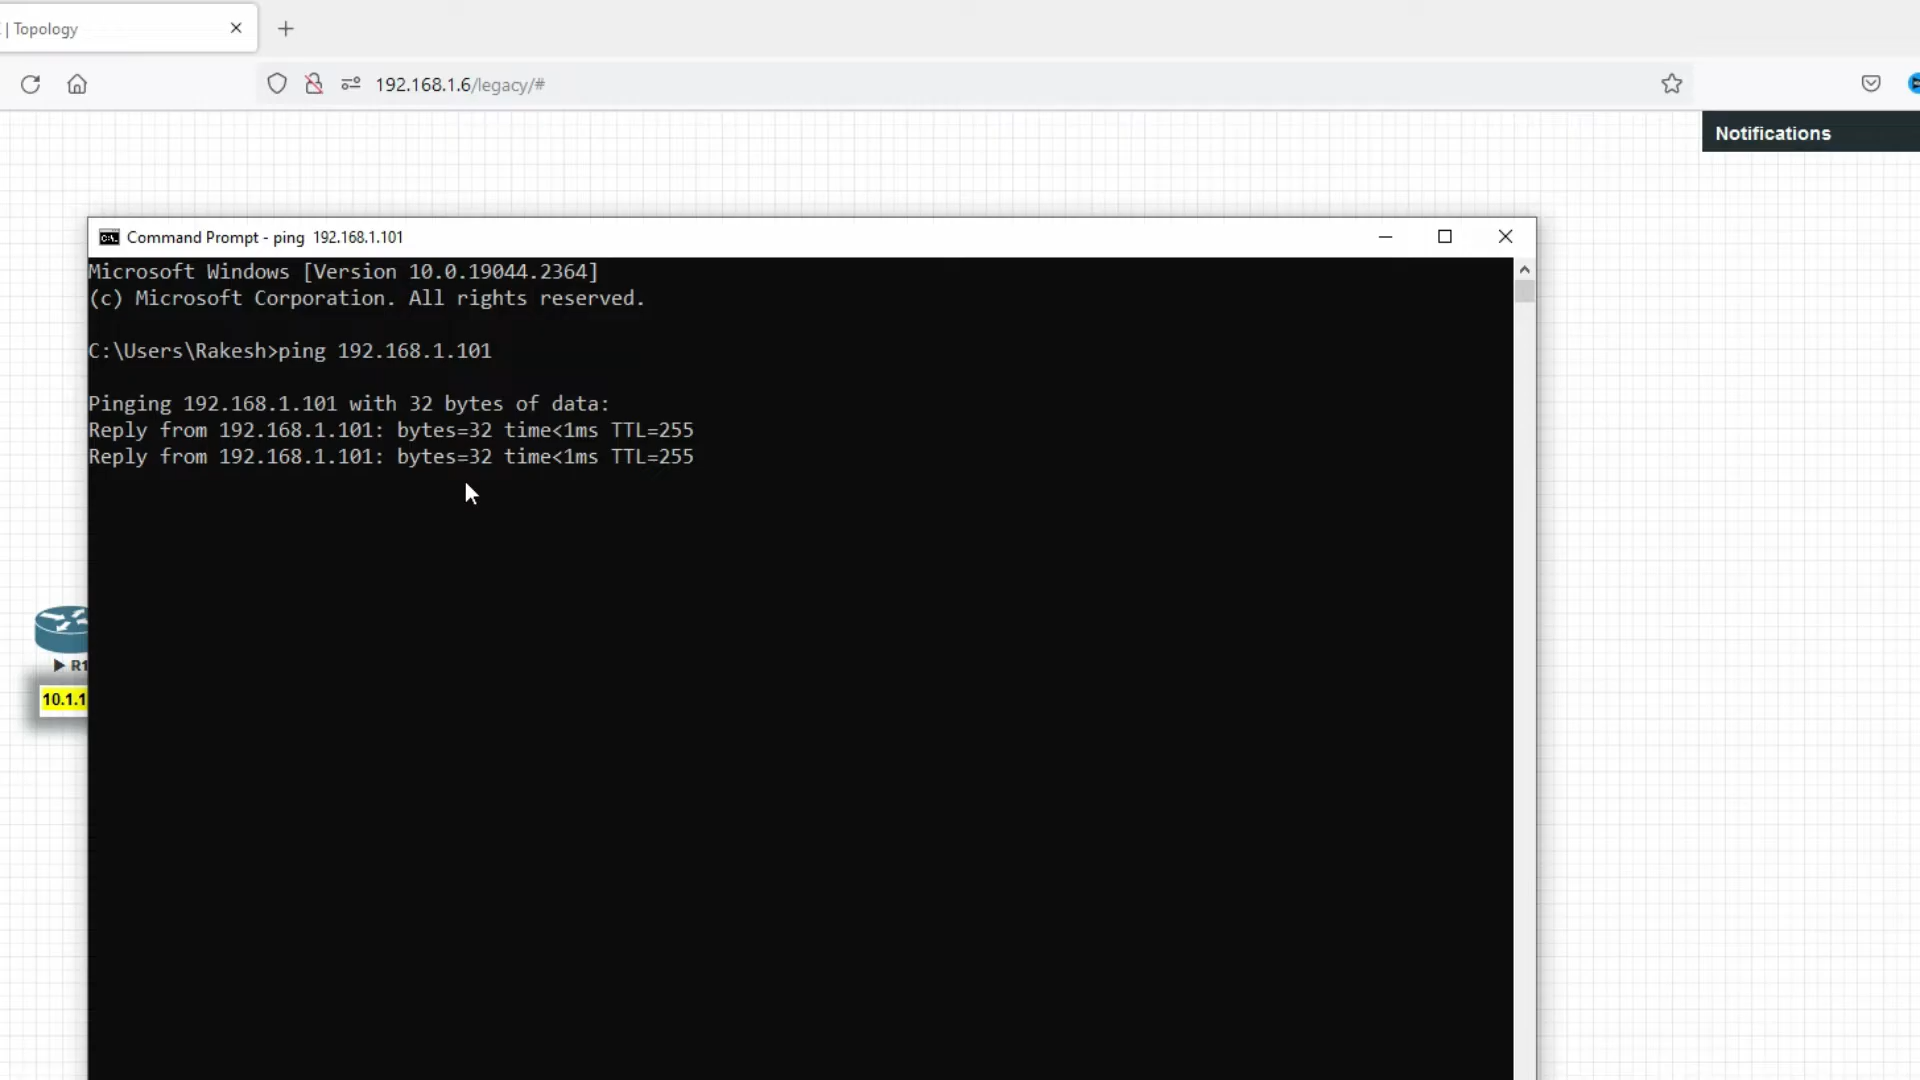 | Topology
192.168.1.6/legacy/#
Notifications
Command Prompt - ping 192.168.1.101
Microsoft Windows [Version 10.0.19044.2364]
(c) Microsoft Corporation. All rights reserved.
C:\Users\Rakesh>ping 192.168.1.101
Pinging 192.168.1.101 with 32 bytes of data:
Reply from 192.168.1.101: bytes=32 time<1ms TTL=255
Reply from 192.168.1.101: bytes=32 time<1ms TTL=255
R1
10.1.1